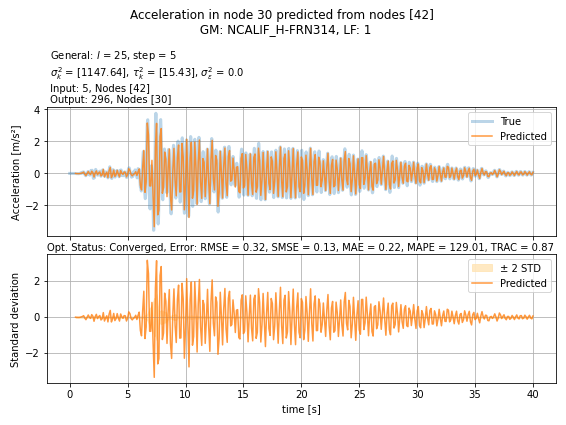 Acceleration in node 30 predicted from nodes [42]
GM: NCALIF_H-FRN314, LF: 1
General: l = 25, step = 5
σ²ₖ = [1147.64], τ²ₖ = [15.43], σ²ε = 0.0
Input: 5, Nodes [42]
Output: 296, Nodes [30]
4
2
0
−2
Acceleration [m/s²]
True
Predicted
Opt. Status: Converged, Error: RMSE = 0.32, SMSE = 0.13, MAE = 0.22, MAPE = 129.01, TRAC = 0.87
2
0
−2
Standard deviation
± 2 STD
Predicted
0 5 10 15 20 25 30 35 40
time [s]